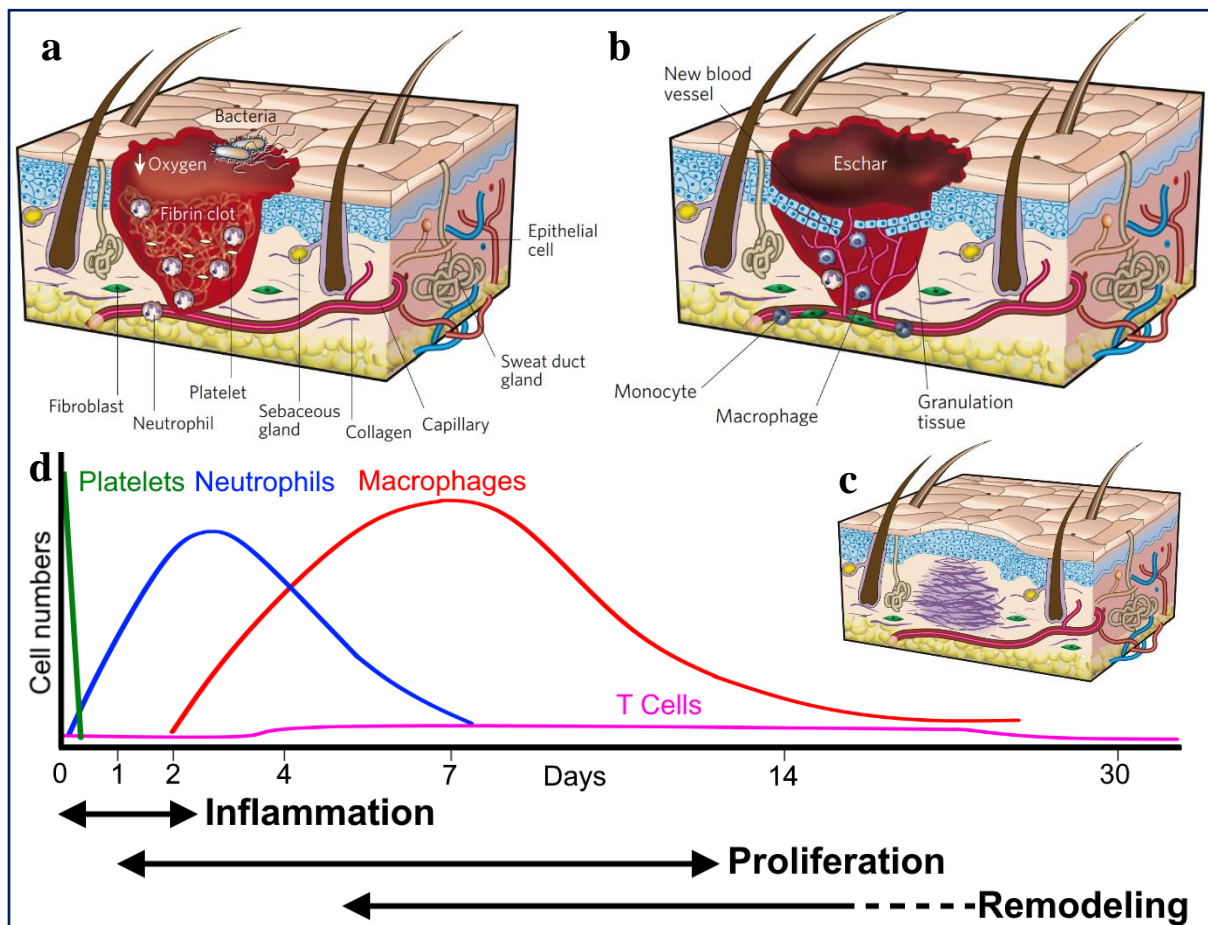 a
Bacteria
↓ Oxygen
Fibrin clot
Epithelial
cell
Sweat duct
gland
Fibroblast
Neutrophil
Platelet
Sebaceous
gland
Collagen
Capillary
b
New blood
vessel
Eschar
Monocyte
Macrophage
Granulation
tissue
c
d
Platelets Neutrophils Macrophages
Cell numbers
T Cells
0 1 2 4 7 Days 14 30
Inflammation
Proliferation
Remodeling